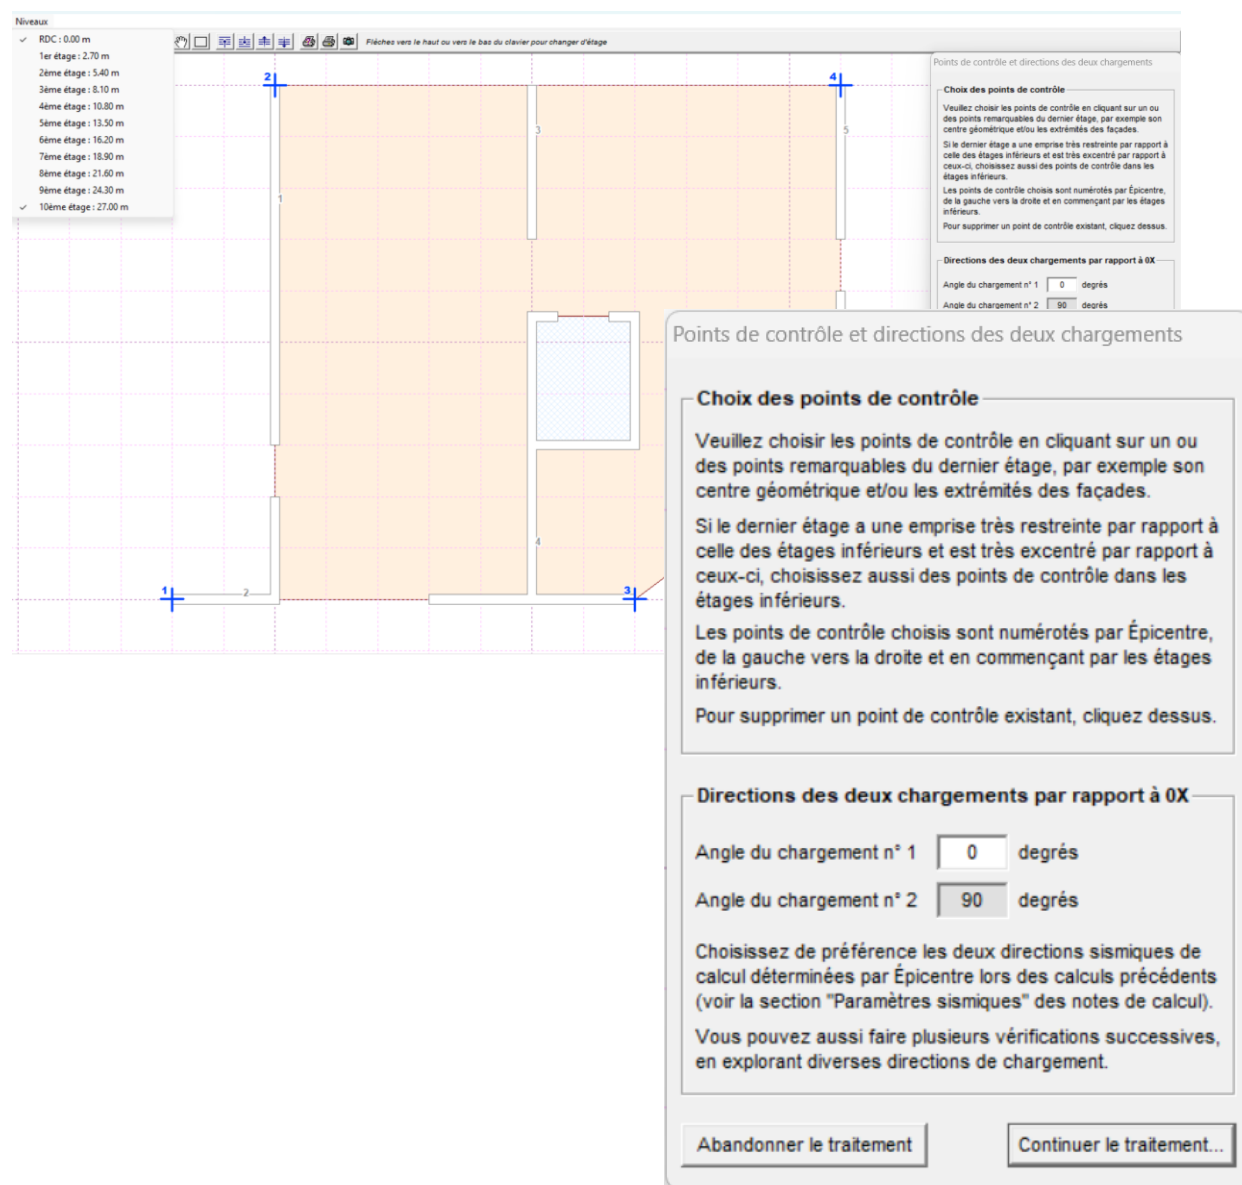 Niveaux
RDC : 0.00 m
1er étage : 2.70 m
2ème étage : 5.40 m
3ème étage : 8.10 m
4ème étage : 10.80 m
5ème étage : 13.50 m
6ème étage : 16.20 m
7ème étage : 18.90 m
8ème étage : 21.60 m
9ème étage : 24.30 m
10ème étage : 27.00 m
Flèches vers le haut ou vers le bas du clavier pour changer d'étage
2
4
3
5
1
4
1
2
3
Points de contrôle et directions des deux chargements
Choix des points de contrôle
Veuillez choisir les points de contrôle en cliquant sur un ou
des points remarquables du dernier étage, par exemple son
centre géométrique et/ou les extrémités des façades.
Si le dernier étage a une emprise très restreinte par rapport à
celle des étages inférieurs et est très excentré par rapport à
ceux-ci, choisissez aussi des points de contrôle dans les
étages inférieurs.
Les points de contrôle choisis sont numérotés par Épicentre,
de la gauche vers la droite et en commençant par les étages
inférieurs.
Pour supprimer un point de contrôle existant, cliquez dessus.
Directions des deux chargements par rapport à 0X
Angle du chargement n° 1 0 degrés
Angle du chargement n° 2 90 degrés
Points de contrôle et directions des deux chargements
Choix des points de contrôle
Veuillez choisir les points de contrôle en cliquant sur un ou
des points remarquables du dernier étage, par exemple son
centre géométrique et/ou les extrémités des façades.
Si le dernier étage a une emprise très restreinte par rapport à
celle des étages inférieurs et est très excentré par rapport à
ceux-ci, choisissez aussi des points de contrôle dans les
étages inférieurs.
Les points de contrôle choisis sont numérotés par Épicentre,
de la gauche vers la droite et en commençant par les étages
inférieurs.
Pour supprimer un point de contrôle existant, cliquez dessus.
Directions des deux chargements par rapport à 0X
Angle du chargement n° 1 0 degrés
Angle du chargement n° 2 90 degrés
Choisissez de préférence les deux directions sismiques de
calcul déterminées par Épicentre lors des calculs précédents
(voir la section "Paramètres sismiques" des notes de calcul).
Vous pouvez aussi faire plusieurs vérifications successives,
en explorant diverses directions de chargement.
Abandonner le traitement
Continuer le traitement...